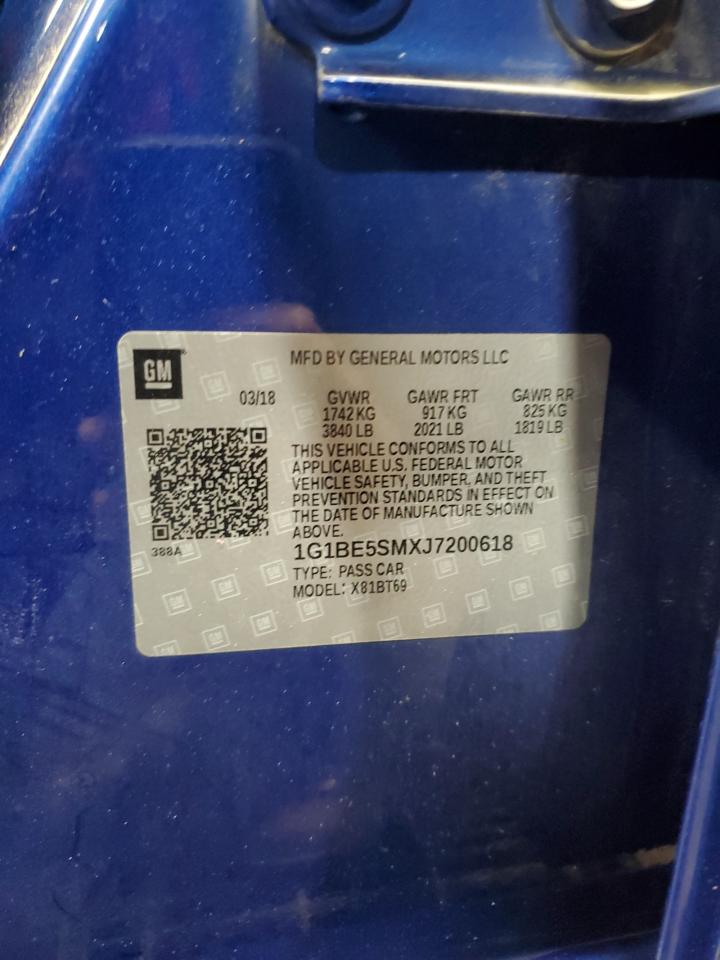 GM
MFD BY GENERAL MOTORS LLC
03/18 GVWR GAWR FRT GAWR RR
1742 KG 917 KG 825 KG
3840 LB 2021 LB 1819 LB
THIS VEHICLE CONFORMS TO ALL
APPLICABLE U.S. FEDERAL MOTOR
VEHICLE SAFETY, BUMPER, AND THEFT
PREVENTION STANDARDS IN EFFECT ON
THE DATE OF MANUFACTURE SHOWN
ABOVE.
388A
1G1BE5SMXJ7200618
TYPE: PASS CAR
MODEL: X81BT69